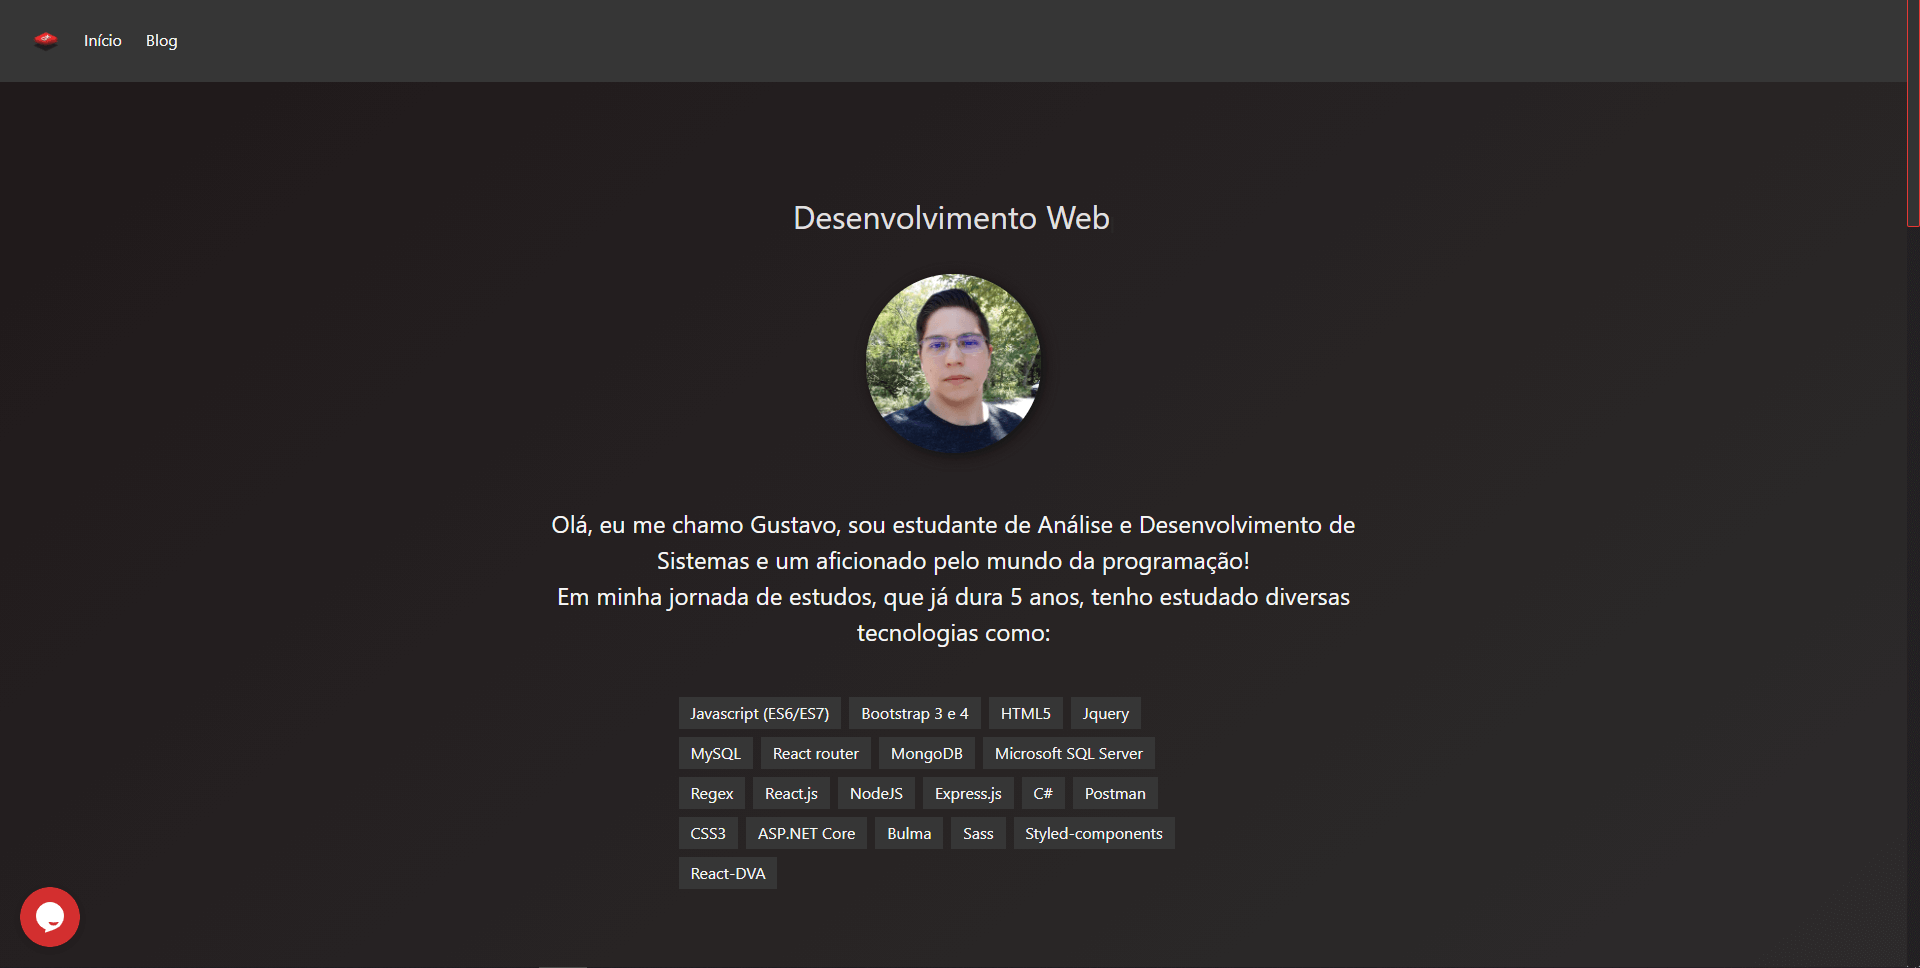 Início Blog
Desenvolvimento Web
Olá, eu me chamo Gustavo, sou estudante de Análise e Desenvolvimento de
Sistemas e um aficionado pelo mundo da programação!
Em minha jornada de estudos, que já dura 5 anos, tenho estudado diversas
tecnologias como:
Javascript (ES6/ES7) Bootstrap 3 e 4 HTML5 Jquery
MySQL React router MongoDB Microsoft SQL Server
Regex React.js NodeJS Express.js C# Postman
CSS3 ASP.NET Core Bulma Sass Styled-components
React-DVA